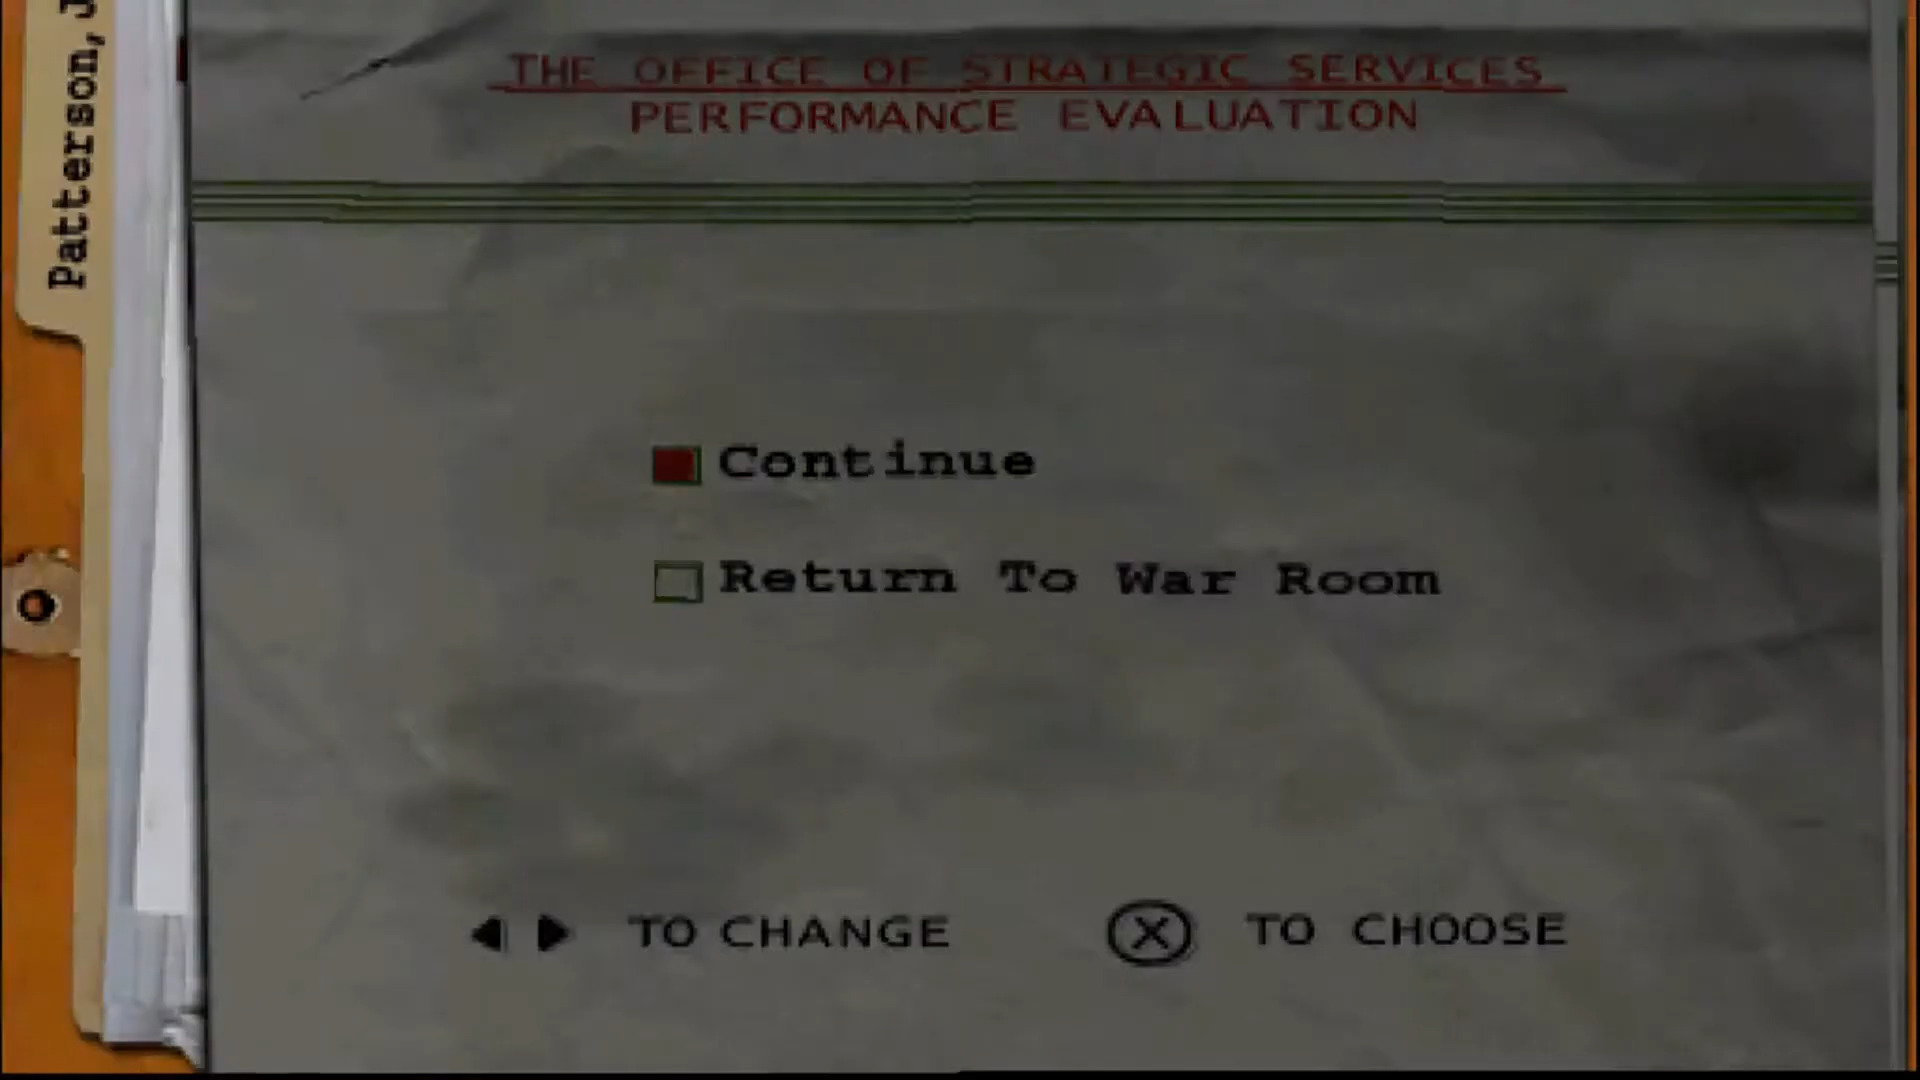 Patterson, J
THE OFFICE OF STRATEGIC SERVICES
PERFORMANCE EVALUATION
Continue
Return To War Room
TO CHANGE
X TO CHOOSE